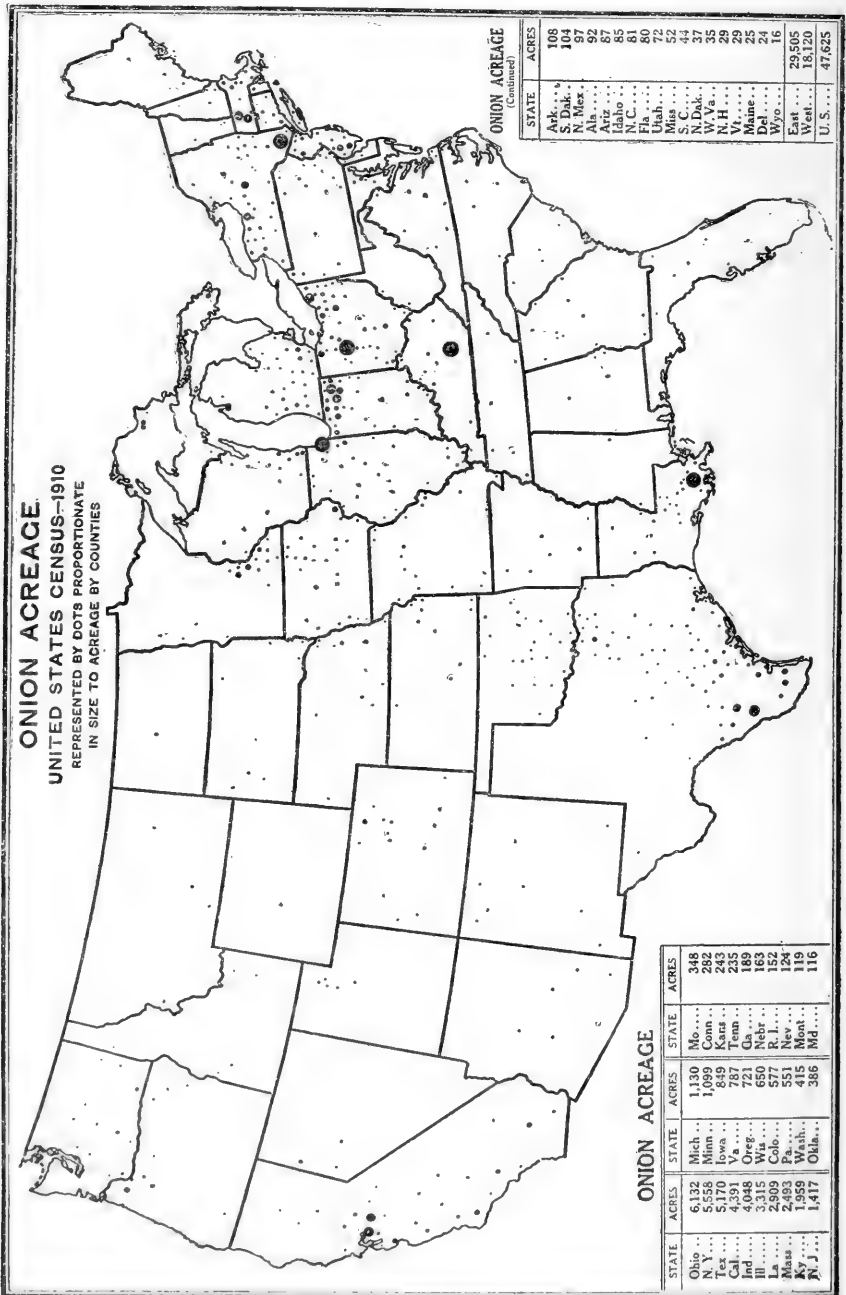 ONION ACREAGE
UNITED STATES CENSUS—1910
REPRESENTED BY DOTS PROPORTIONATE
IN SIZE TO ACREAGE BY COUNTIES
ONION ACREAGE
STATE ACRES STATE ACRES STATE ACRES
Ohio .... 6,132 Mich .... 1,130 Mo ..... 348
N. Y .... 5,558 Minn ... 1,099 Conn ... 282
Tex ..... 5,170 Iowa ... 849 Kans ... 243
Cal ..... 4,391 Va ..... 787 Tenn ... 235
Ind ..... 4,048 Oreg.... 721 Ga ..... 189
Ill ..... 3,315 Wis .... 650 Nebr ... 163
La ...... 2,909 Colo.... 577 R. I.... 152
Mass .... 2,493 Pa...... 551 Nev .... 124
Ky ...... 1,959 Wash.... 415 Mont ... 119
N. J .... 1,417 Okla.... 386 Md ..... 116
ONION ACREAGE
(Continued)
STATE ACRES
Ark.... 108
S. Dak.. 104
N. Mex.. 97
Ala .... 92
Ariz ... 87
Idaho .. 85
N. C.... 81
Fla .... 80
Utah.... 72
Miss ... 52
S. C.... 44
N. Dak.. 37
W. Va... 35
N. H ... 29
Vt...... 29
Maine... 25
Del..... 24
Wyo .... 16
East ... 29,505
West.... 18,120
U. S.... 47,625